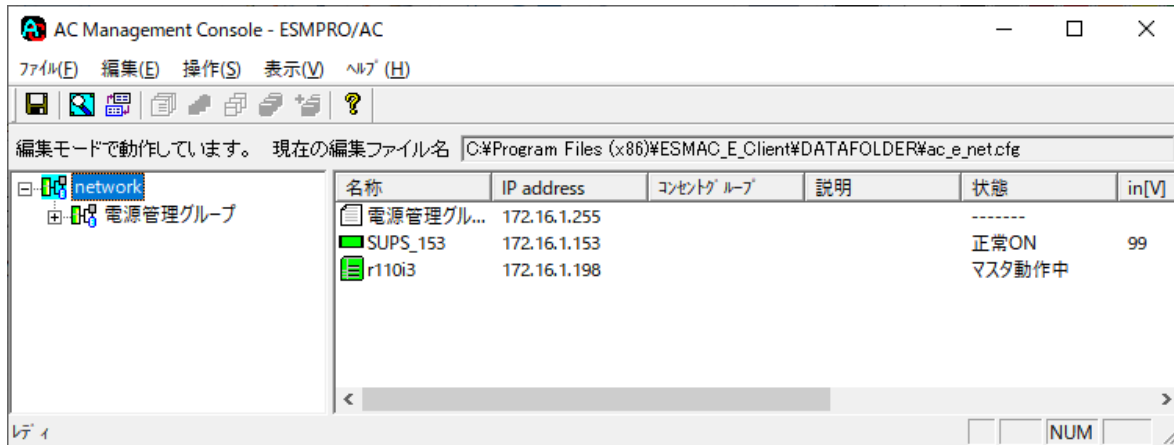 AC Management Console - ESMPRO/AC
ﾌｧｲﾙ(F) 編集(E) 操作(S) 表示(V) ﾍﾙﾌﾟ(H)
編集モードで動作しています。 現在の編集ファイル名 C:¥Program Files (x86)¥ESMAC_E_Client¥DATAFOLDER¥ac_e_net.cfg
network
電源管理グループ
名称 IP address ｺﾝｾﾝﾄｸﾞﾙｰﾌﾟ 説明 状態 in[V]
電源管理グル... 172.16.1.255 -------
SUPS_153 172.16.1.153 正常ON 99
r110i3 172.16.1.198 マスタ動作中
ﾚﾃﾞｨ NUM